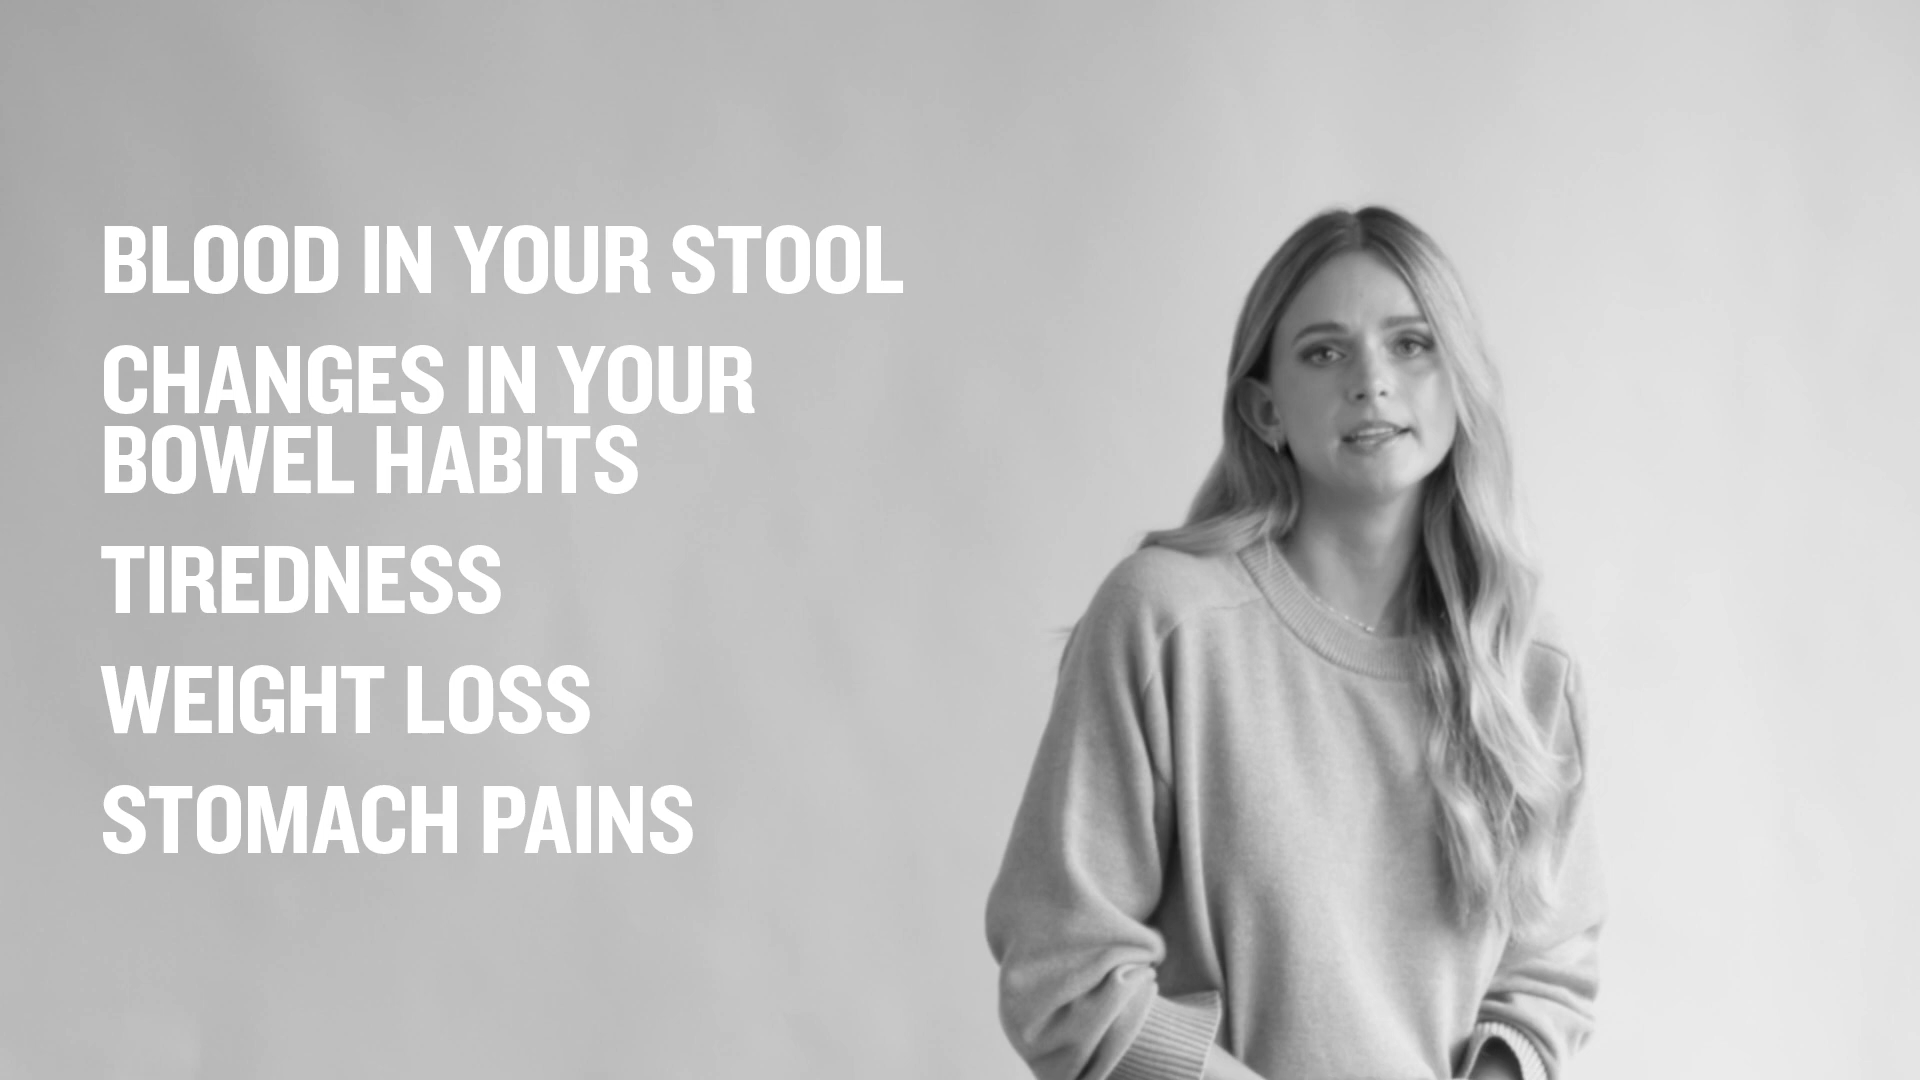 BLOOD IN YOUR STOOL
CHANGES IN YOUR
BOWEL HABITS
TIREDNESS
WEIGHT LOSS
STOMACH PAINS